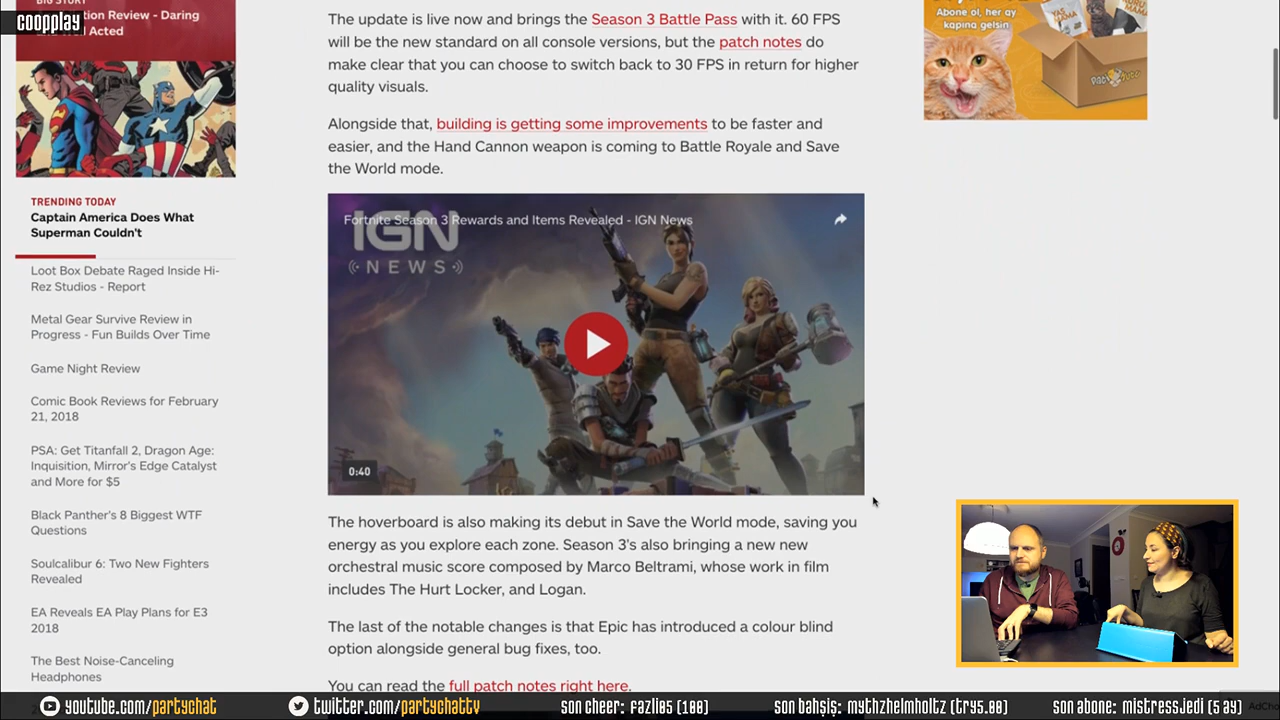 coopplay
BIG STORY
tion Review - Daring
ll Acted
TRENDING TODAY
Captain America Does What
Superman Couldn't
Loot Box Debate Raged Inside Hi-
Rez Studios - Report
Metal Gear Survive Review in
Progress - Fun Builds Over Time
Game Night Review
Comic Book Reviews for February
21, 2018
PSA: Get Titanfall 2, Dragon Age:
Inquisition, Mirror's Edge Catalyst
and More for $5
Black Panther's 8 Biggest WTF
Questions
Soulcalibur 6: Two New Fighters
Revealed
EA Reveals EA Play Plans for E3
2018
The Best Noise-Canceling
Headphones
The update is live now and brings the Season 3 Battle Pass with it. 60 FPS
will be the new standard on all console versions, but the patch notes do
make clear that you can choose to switch back to 30 FPS in return for higher
quality visuals.
Alongside that, building is getting some improvements to be faster and
easier, and the Hand Cannon weapon is coming to Battle Royale and Save
the World mode.
Fortnite Season 3 Rewards and Items Revealed - IGN News
IGN
NEWS
0:40
The hoverboard is also making its debut in Save the World mode, saving you
energy as you explore each zone. Season 3's also bringing a new new
orchestral music score composed by Marco Beltrami, whose work in film
includes The Hurt Locker, and Logan.
The last of the notable changes is that Epic has introduced a colour blind
option alongside general bug fixes, too.
You can read the full patch notes right here.
Abone ol, her ay
kapına gelsin.
AdCho
youtube.com/partychat
twitter.com/partychattv
son cheer: fazli05 (100)
son bahşiş: mythzhelmholtz (try5.00)
son abone: mistressJedi (5 ay)